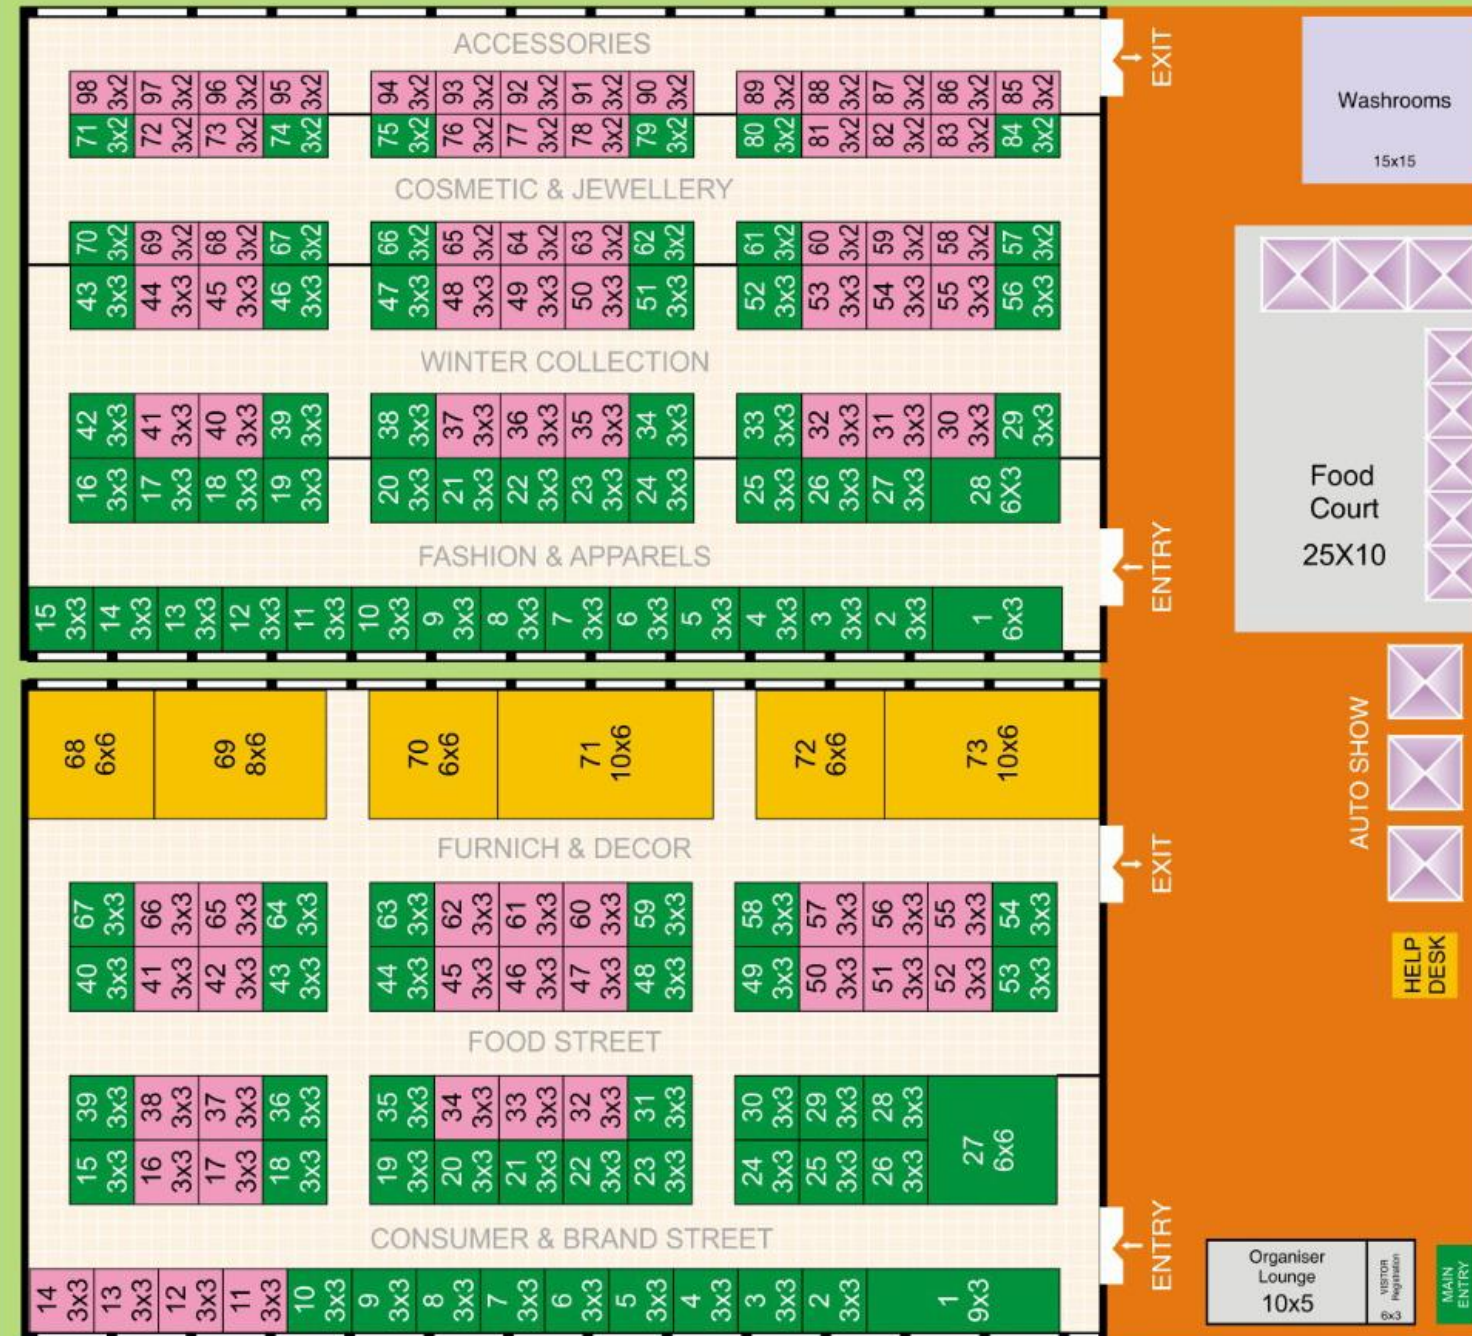 ACCESSORIES
98 3x2 97 3x2 96 3x2 95 3x2 94 3x2 93 3x2 92 3x2 91 3x2 90 3x2 89 3x2 88 3x2 87 3x2 86 3x2 85 3x2
71 3x2 72 3x2 73 3x2 74 3x2 75 3x2 76 3x2 77 3x2 78 3x2 79 3x2 80 3x2 81 3x2 82 3x2 83 3x2 84 3x2
COSMETIC & JEWELLERY
70 3x2 69 3x2 68 3x2 67 3x2 66 3x2 65 3x2 64 3x2 63 3x2 62 3x2 61 3x2 60 3x2 59 3x2 58 3x2 57 3x2
43 3x3 44 3x3 45 3x3 46 3x3 47 3x3 48 3x3 49 3x3 50 3x3 51 3x3 52 3x3 53 3x3 54 3x3 55 3x3 56 3x3
WINTER COLLECTION
42 3x3 41 3x3 40 3x3 39 3x3 38 3x3 37 3x3 36 3x3 35 3x3 34 3x3 33 3x3 32 3x3 31 3x3 30 3x3 29 3x3
16 3x3 17 3x3 18 3x3 19 3x3 20 3x3 21 3x3 22 3x3 23 3x3 24 3x3 25 3x3 26 3x3 27 3x3 28 6X3
FASHION & APPARELS
15 3x3 14 3x3 13 3x3 12 3x3 11 3x3 10 3x3 9 3x3 8 3x3 7 3x3 6 3x3 5 3x3 4 3x3 3 3x3 2 3x3 1 6x3
EXIT
ENTRY
Washrooms
15x15
Food
Court
25X10
AUTO SHOW
68 6x6 69 8x6 70 6x6 71 10x6 72 6x6 73 10x6
FURNICH & DECOR
67 3x3 66 3x3 65 3x3 64 3x3 63 3x3 62 3x3 61 3x3 60 3x3 59 3x3 58 3x3 57 3x3 56 3x3 55 3x3 54 3x3
40 3x3 41 3x3 42 3x3 43 3x3 44 3x3 45 3x3 46 3x3 47 3x3 48 3x3 49 3x3 50 3x3 51 3x3 52 3x3 53 3x3
FOOD STREET
39 3x3 38 3x3 37 3x3 36 3x3 35 3x3 34 3x3 33 3x3 32 3x3 31 3x3 30 3x3 29 3x3 28 3x3 27 6x6
15 3x3 16 3x3 17 3x3 18 3x3 19 3x3 20 3x3 21 3x3 22 3x3 23 3x3 24 3x3 25 3x3 26 3x3
CONSUMER & BRAND STREET
14 3x3 13 3x3 12 3x3 11 3x3 10 3x3 9 3x3 8 3x3 7 3x3 6 3x3 5 3x3 4 3x3 3 3x3 2 3x3 1 9x3
EXIT
ENTRY
HELP
DESK
Organiser
Lounge
10x5
VISITOR
Registration
6x3
MAIN
ENTRY